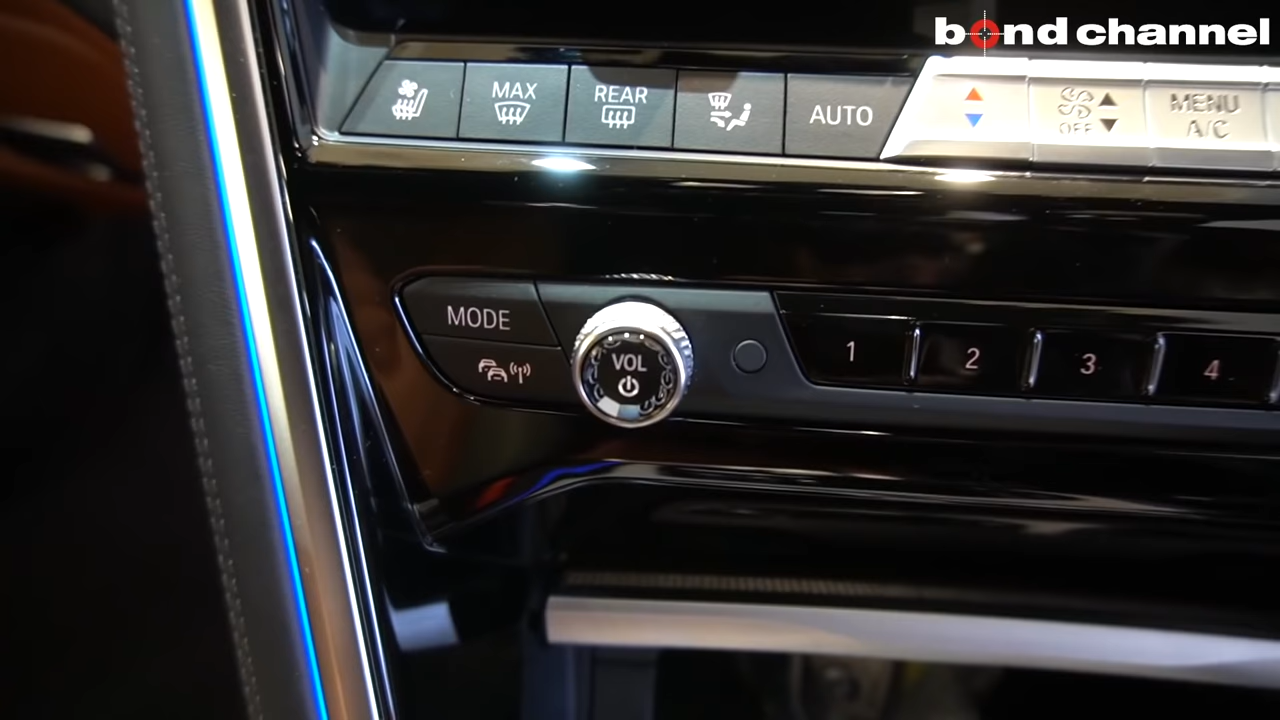 bond channel
MAX
REAR
AUTO
OFF
MENU
A/C
MODE
VOL
1
2
3
4